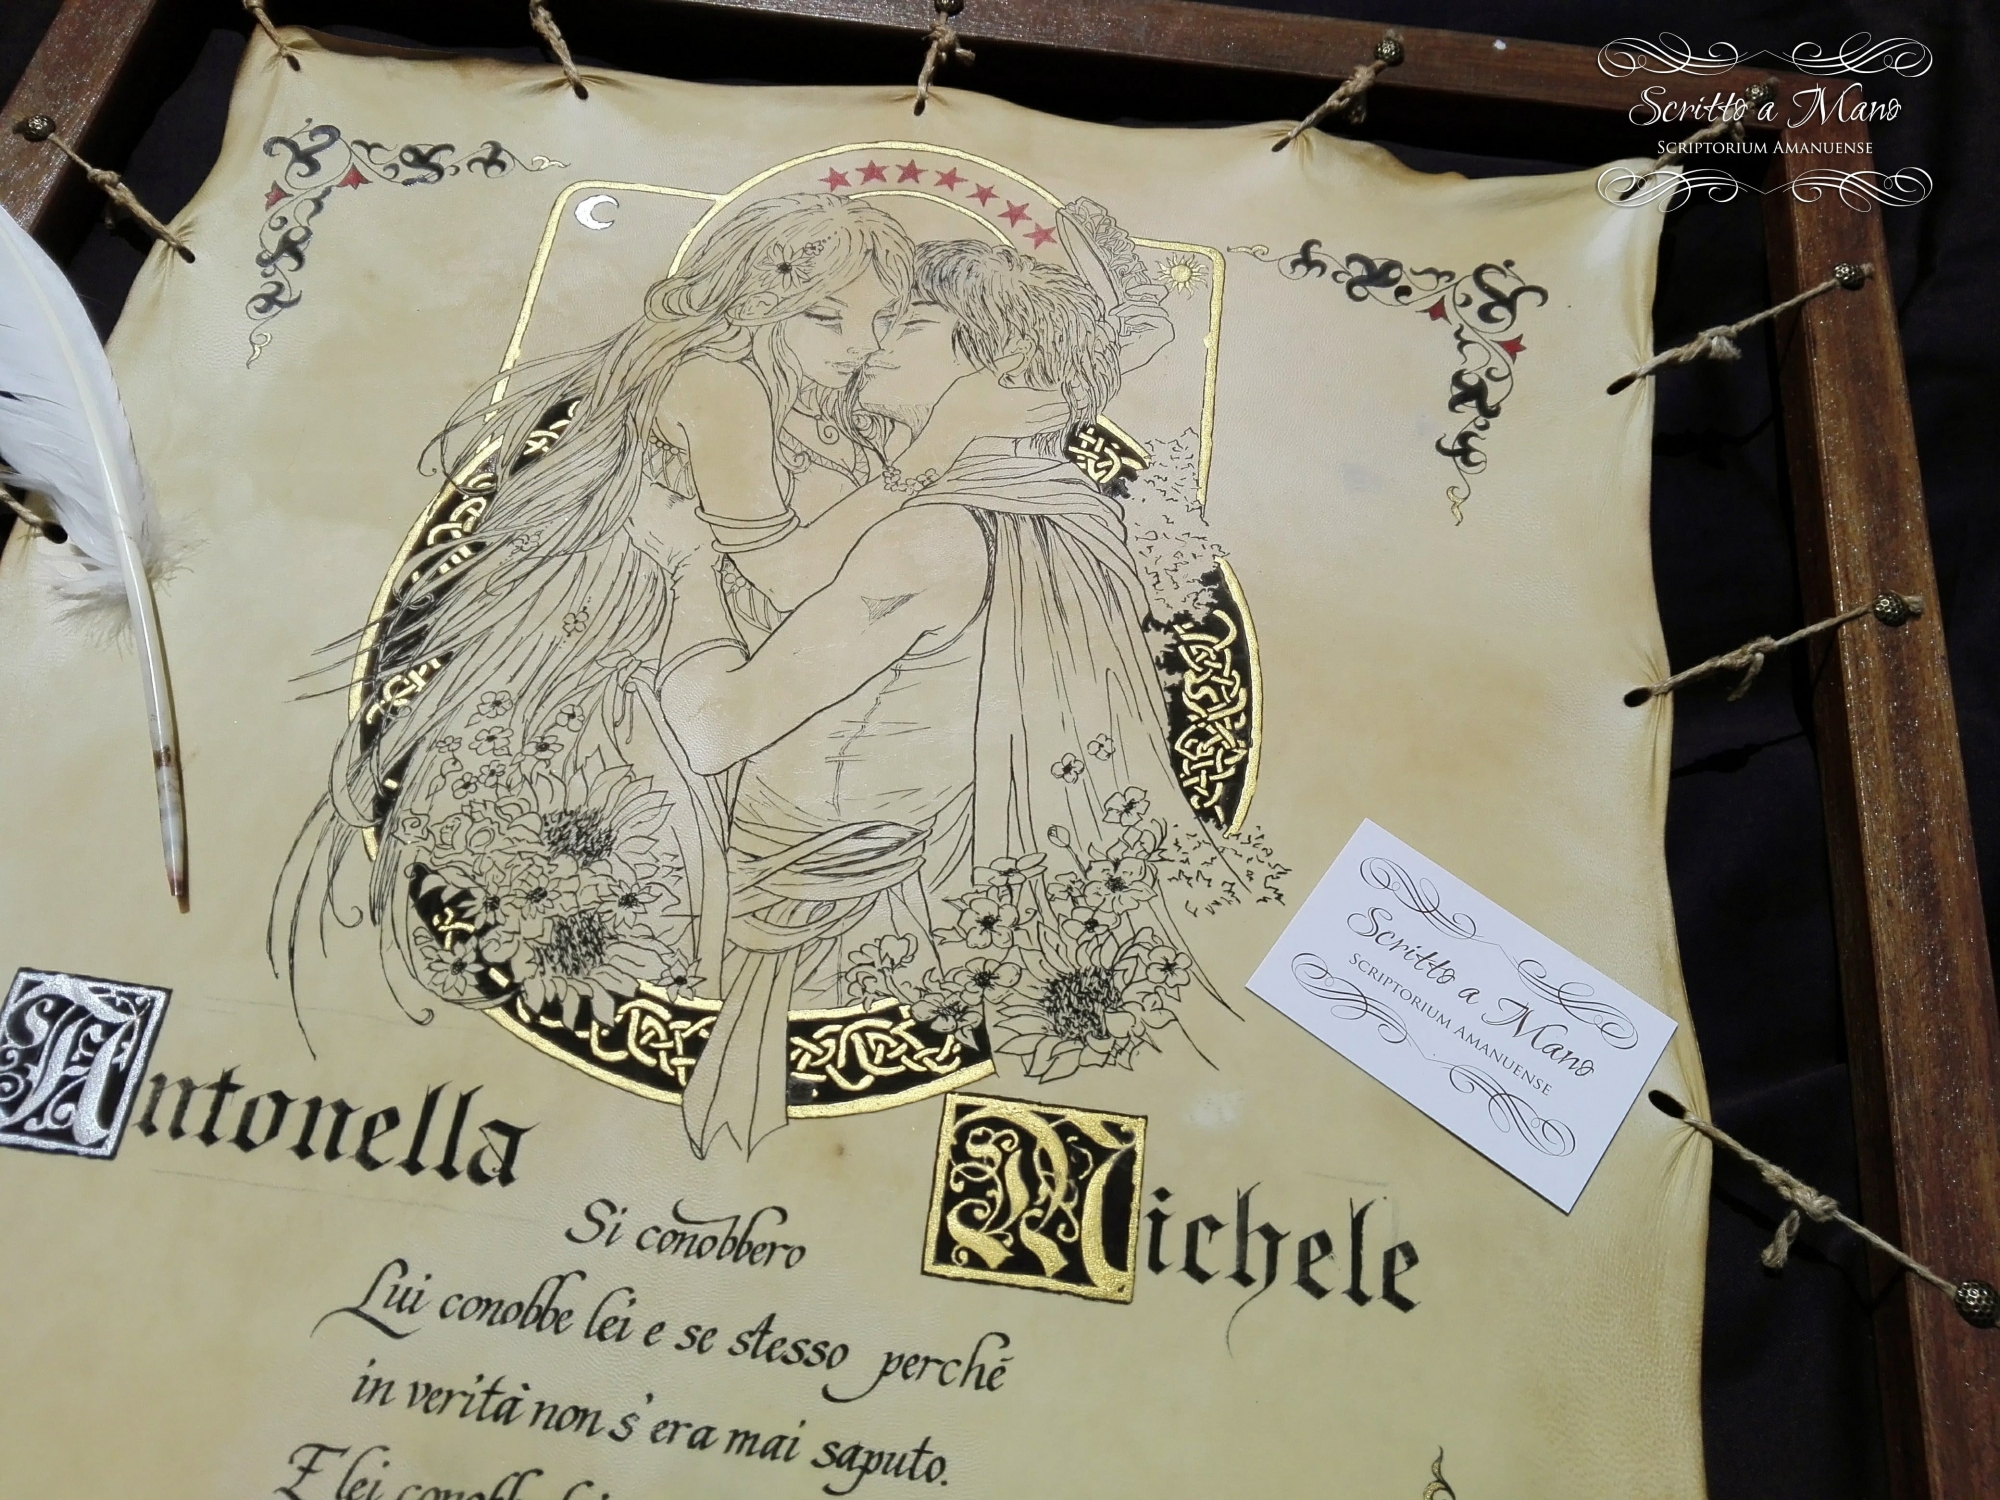 Scritto a Mano
Scriptorium Amanuense
Scritto a Mano
Scriptorium Amanuense
Antonella
Michele
Si conobbero
Lui conobbe lei e se stesso perché
in verità non s'era mai saputo.
E lei